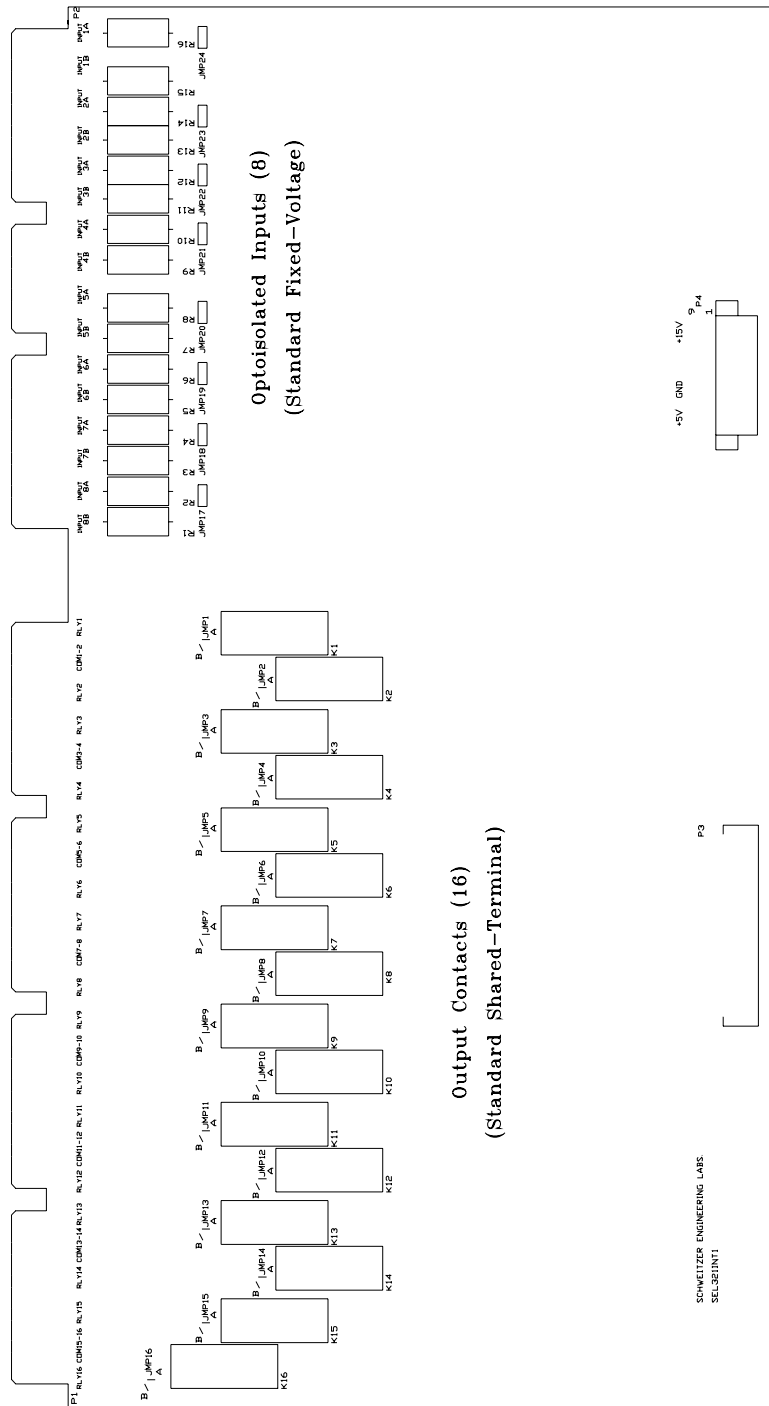 P2
INPUT 1A
INPUT 1B
INPUT 2A
INPUT 2B
INPUT 3A
INPUT 3B
INPUT 4A
INPUT 4B
INPUT 5A
INPUT 5B
INPUT 6A
INPUT 6B
INPUT 7A
INPUT 7B
INPUT 8A
INPUT 8B
R16
R15
R14
R13
R12
R11
R10
R9
R8
R7
R6
R5
R4
R3
R2
R1
JMP24
JMP23
JMP22
JMP21
JMP20
JMP19
JMP18
JMP17
Optoisolated Inputs (8)
(Standard Fixed-Voltage)
+5V GND +15V
9 P4
1
RLY1
COM1-2
RLY2
RLY3
COM3-4
RLY4
RLY5
COM5-6
RLY6
RLY7
COM7-8
RLY8
RLY9
COM9-10
RLY10
RLY11
COM11-12
RLY12
RLY13
COM13-14
RLY14
RLY15
COM15-16
RLY16
P1
B JMP1 A
K1
B JMP2 A
K2
B JMP3 A
K3
B JMP4 A
K4
B JMP5 A
K5
B JMP6 A
K6
B JMP7 A
K7
B JMP8 A
K8
B JMP9 A
K9
B JMP10 A
K10
B JMP11 A
K11
B JMP12 A
K12
B JMP13 A
K13
B JMP14 A
K14
B JMP15 A
K15
B JMP16 A
K16
Output Contacts (16)
(Standard Shared-Terminal)
P3
SCHWEITZER ENGINEERING LABS.
SEL321INT1